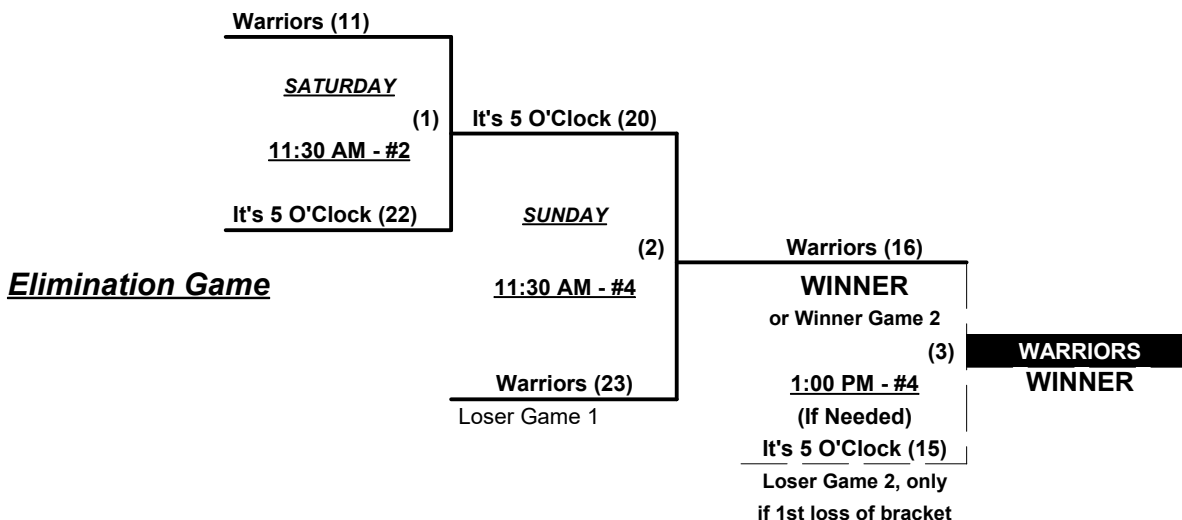 Warriors (11)
SATURDAY
(1)
It's 5 O'Clock (20)
11:30 AM - #2
It's 5 O'Clock (22)
SUNDAY
(2)
Warriors (16)
Elimination Game
11:30 AM - #4
WINNER
or Winner Game 2
(3)
WARRIORS
WINNER
Warriors (23)
1:00 PM - #4
Loser Game 1
(If Needed)
It's 5 O'Clock (15)
Loser Game 2, only
if 1st loss of bracket